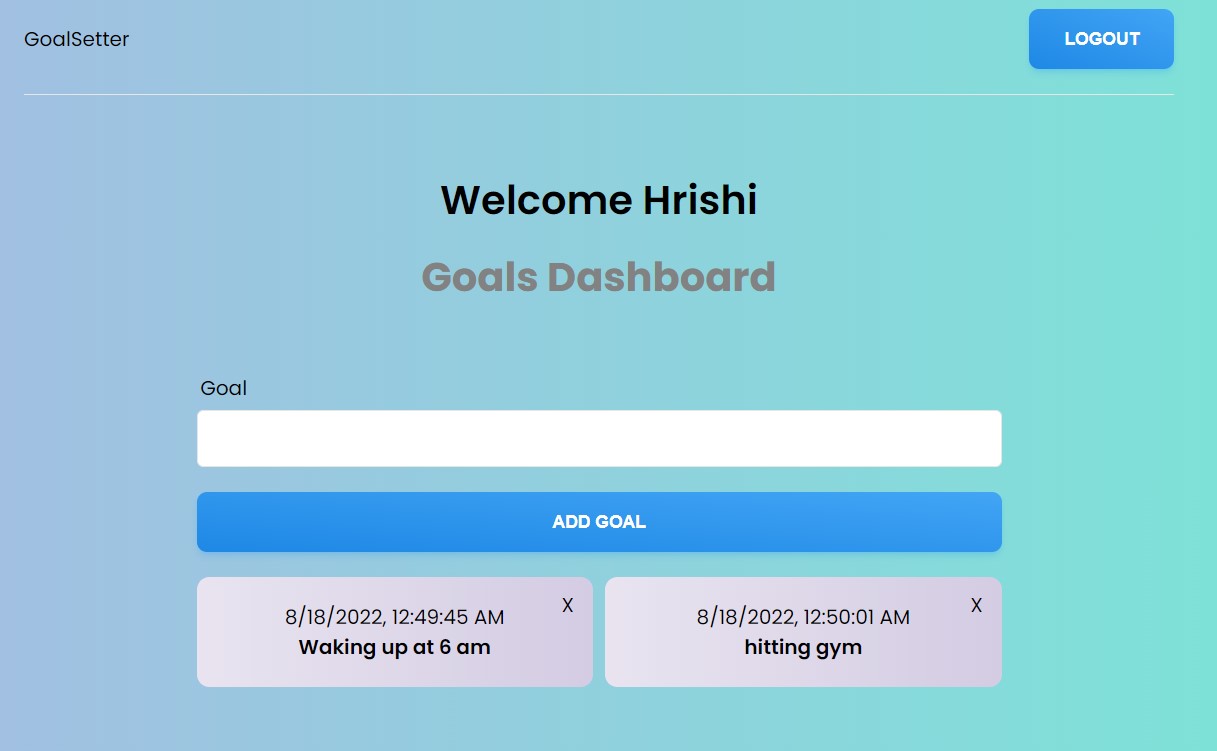 GoalSetter
LOGOUT
Welcome Hrishi
Goals Dashboard
Goal
ADD GOAL
X
8/18/2022, 12:49:45 AM
Waking up at 6 am
X
8/18/2022, 12:50:01 AM
hitting gym